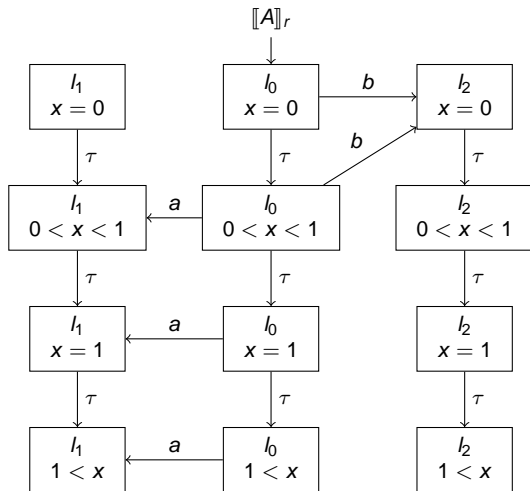 ⟦A⟧r
l1 l0 l2
x = 0 b x = 0 x = 0
τ τ b τ
l1 a l0 l2
0 < x < 1 0 < x < 1 0 < x < 1
τ τ τ
l1 a l0 l2
x = 1 x = 1 x = 1
τ τ τ
l1 a l0 l2
1 < x 1 < x 1 < x